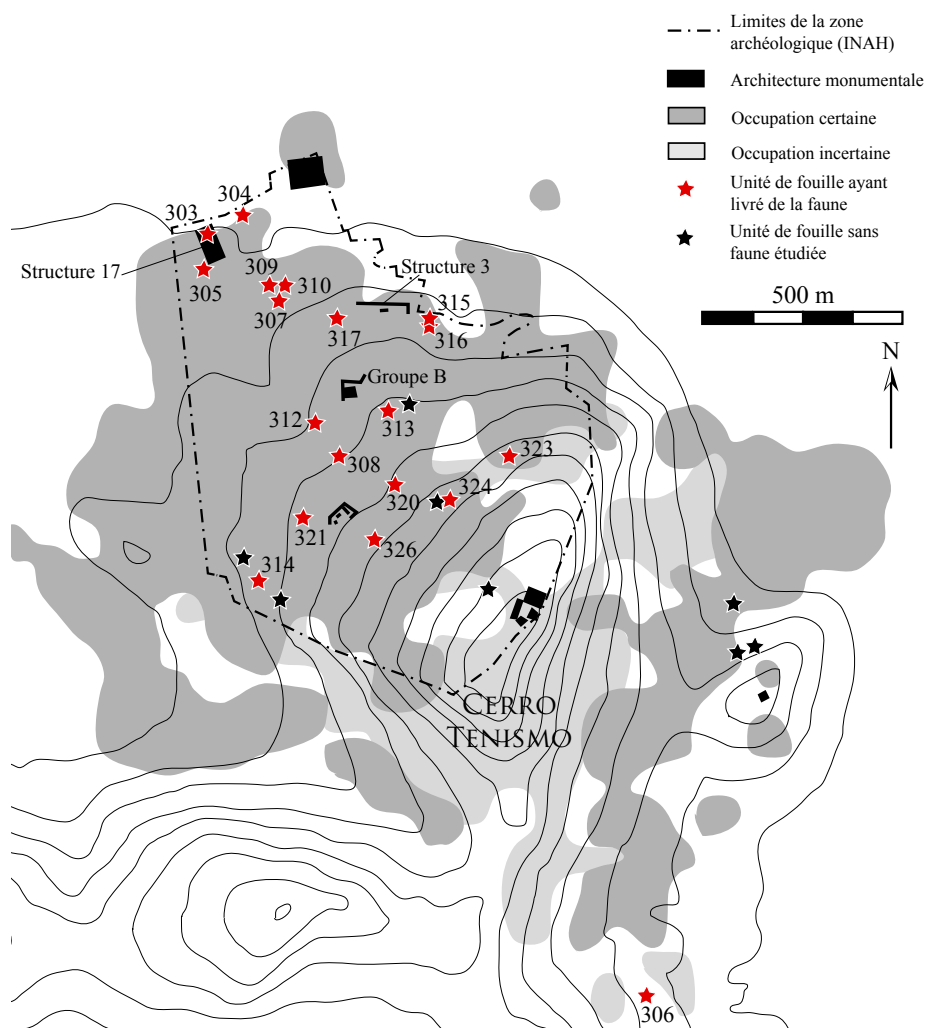 Limites de la zone
archéologique (INAH)
Architecture monumentale
Occupation certaine
Occupation incertaine
Unité de fouille ayant
livré de la faune
Unité de fouille sans
faune étudiée
500 m
N
304
303
Structure 17
309
310
305
307
Structure 3
315
316
317
Groupe B
312
313
308
323
320
324
321
326
314
CERRO
TENISMO
306